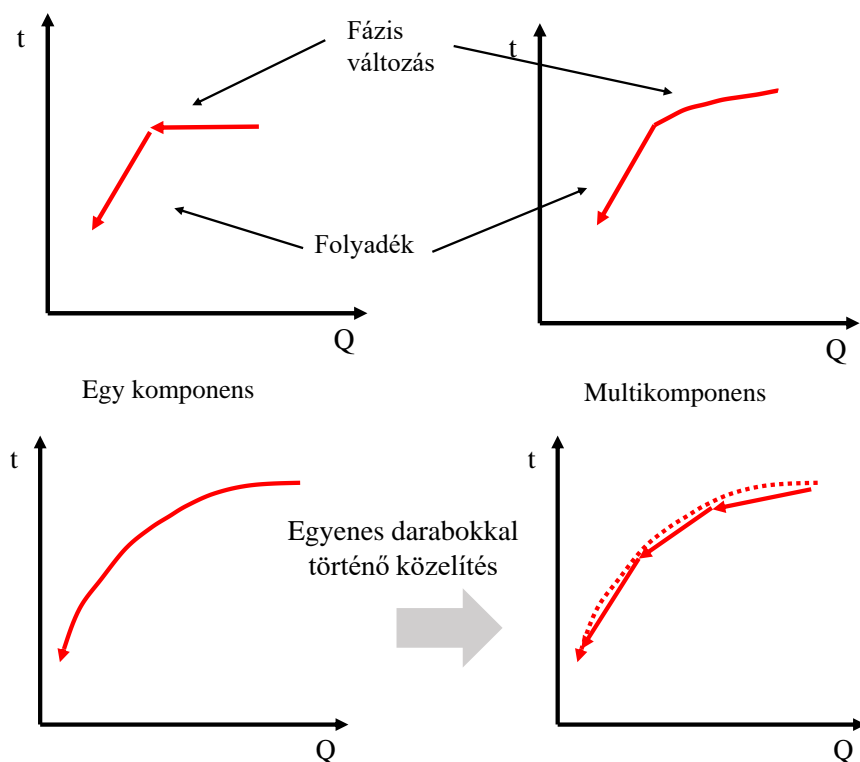 t
Fázis
változás
t
Folyadék
Q
Q
Egy komponens
Multikomponens
t
t
Egyenes darabokkal
történő közelítés
Q
Q